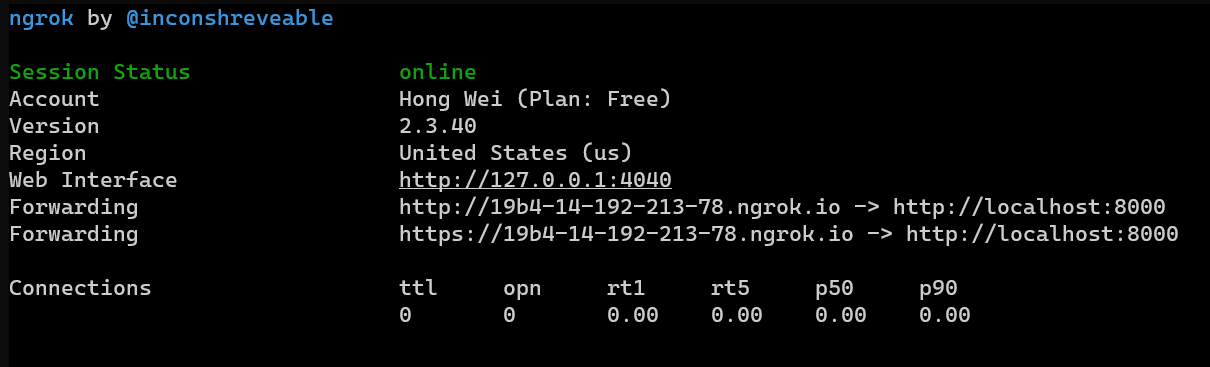 ngrok by @inconshreveable
Session Status online
Account Hong Wei (Plan: Free)
Version 2.3.40
Region United States (us)
Web Interface http://127.0.0.1:4040
Forwarding http://19b4-14-192-213-78.ngrok.io -> http://localhost:8000
Forwarding https://19b4-14-192-213-78.ngrok.io -> http://localhost:8000
Connections ttl opn rt1 rt5 p50 p90
0 0 0.00 0.00 0.00 0.00